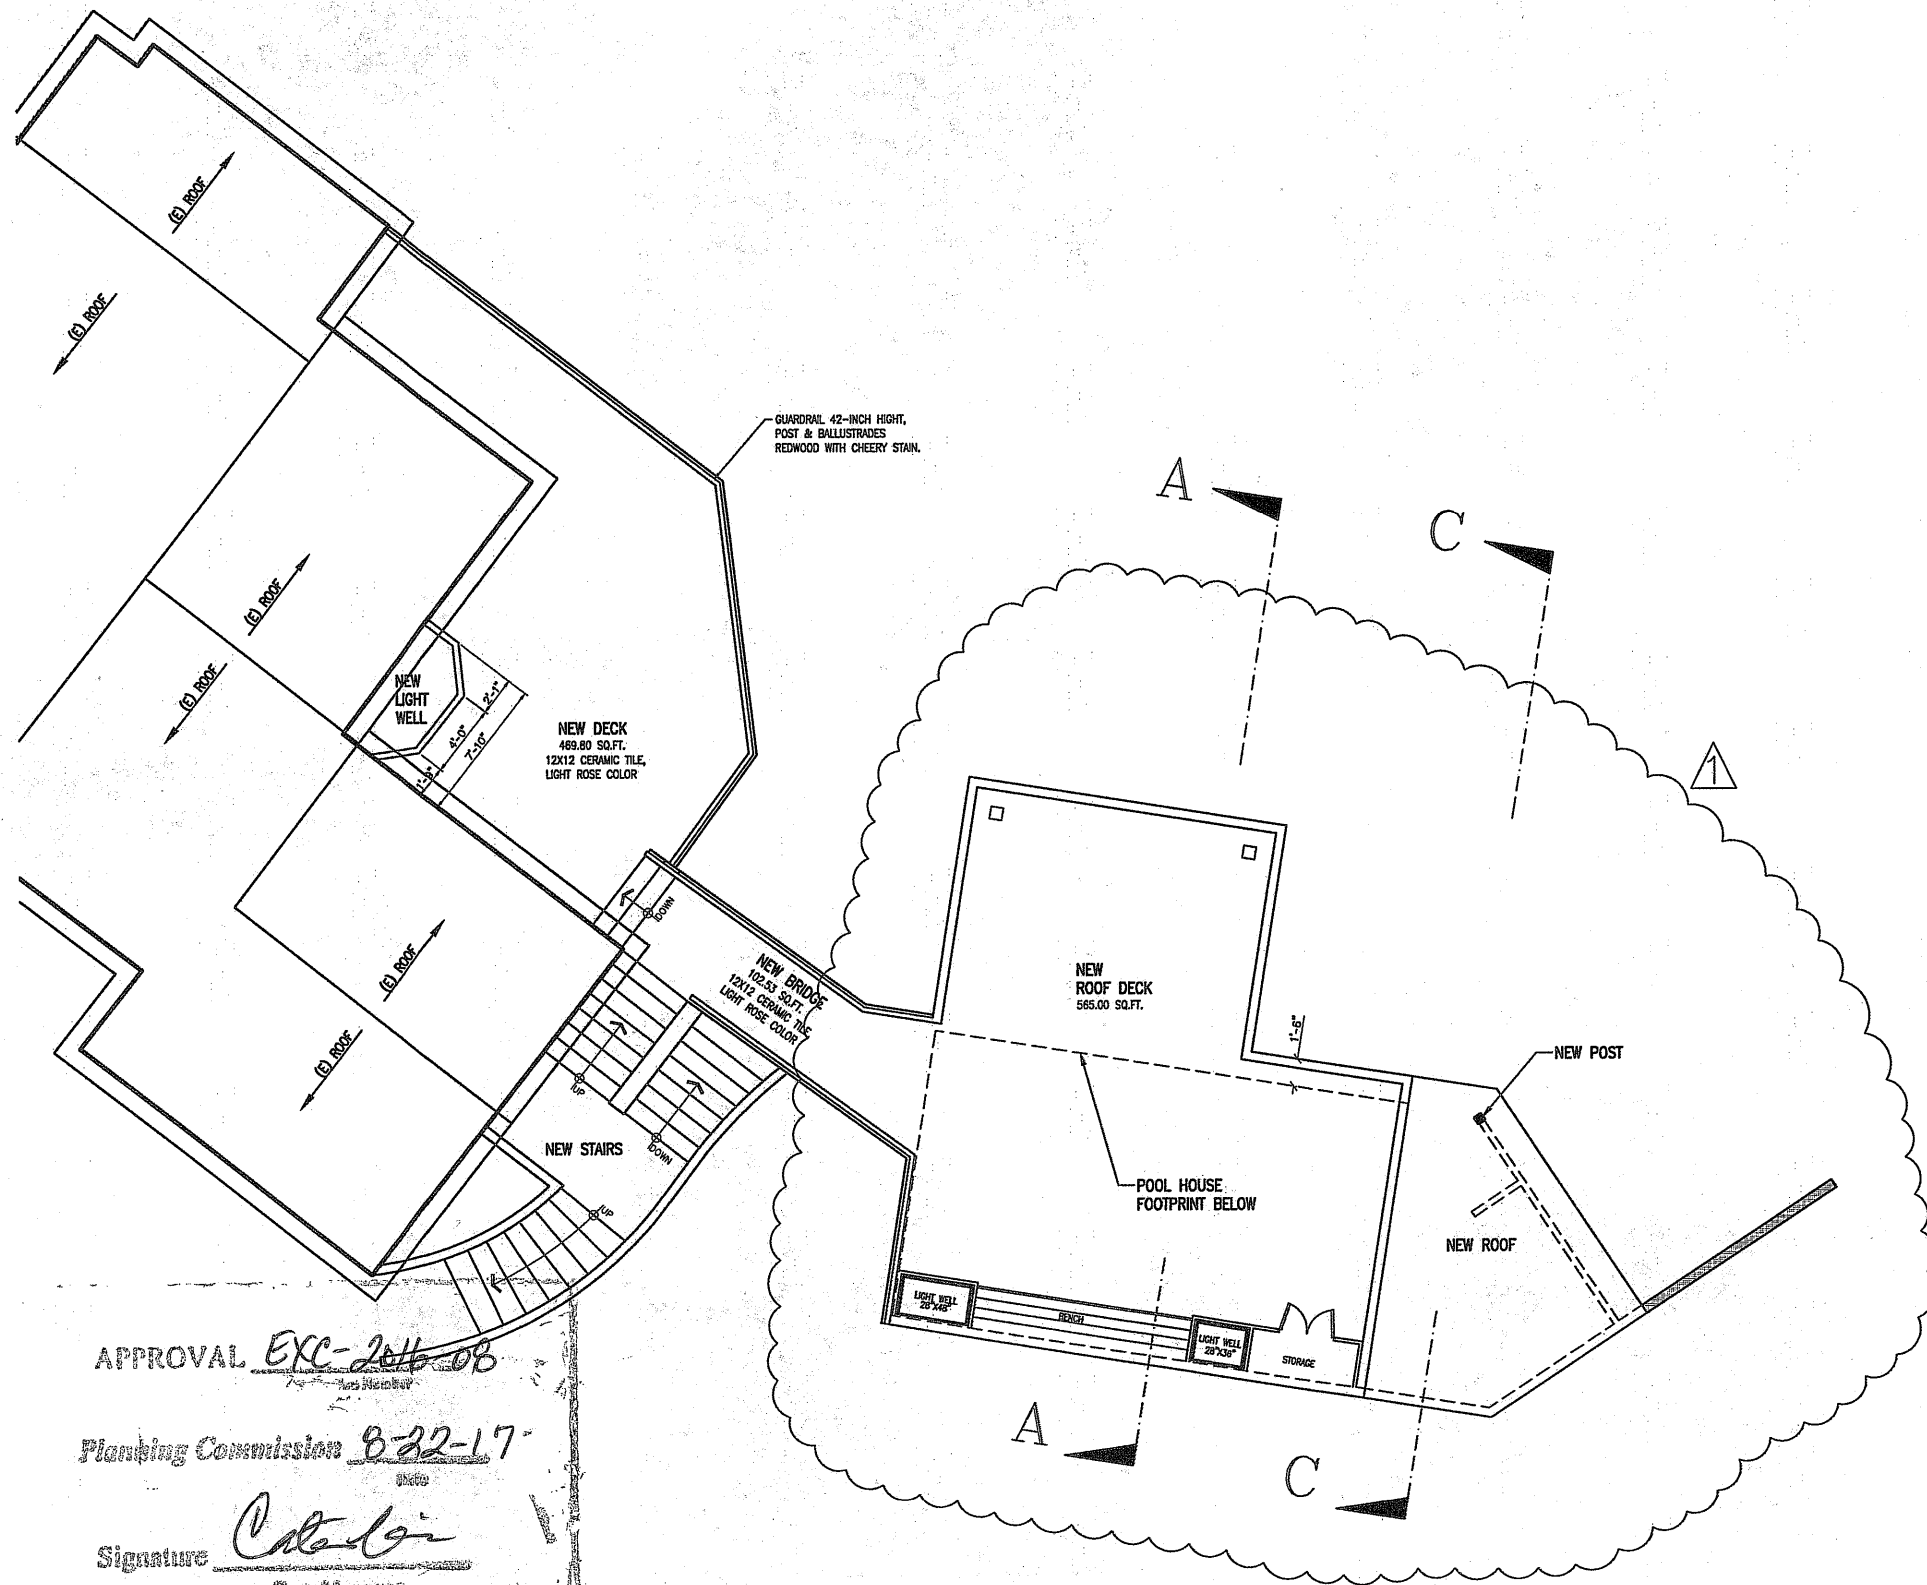 (E) ROOF
(E) ROOF
GUARDRAIL 42-INCH HIGHT,
POST & BALLUSTRADES
REDWOOD WITH CHEERY STAIN.
A
C
(E) ROOF
(E) ROOF
NEW
LIGHT
WELL
2'-1"
4'-0"
7'-10"
NEW DECK
469.80 SQ.FT.
12X12 CERAMIC TILE,
LIGHT ROSE COLOR
1
DOWN
NEW BRIDGE
102.53 SQ.FT.
12X12 CERAMIC TILE
LIGHT ROSE COLOR
(E) ROOF
(E) ROOF
NEW
ROOF DECK
565.00 SQ.FT.
1'-6"
NEW POST
UP
DOWN
NEW STAIRS
UP
POOL HOUSE
FOOTPRINT BELOW
NEW ROOF
LIGHT WELL
28"X48"
BENCH
LIGHT WELL
28"X36"
STORAGE
A
C
APPROVAL EXC-2016-08
Planning Commission 8-22-17
Date
Signature